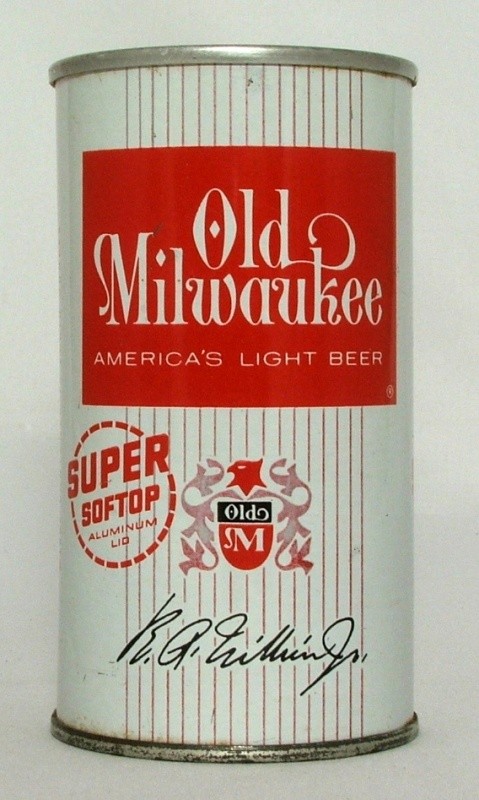 Old
Milwaukee
AMERICA'S LIGHT BEER
®
SUPER
SOFTOP
ALUMINUM
LID
Old
M